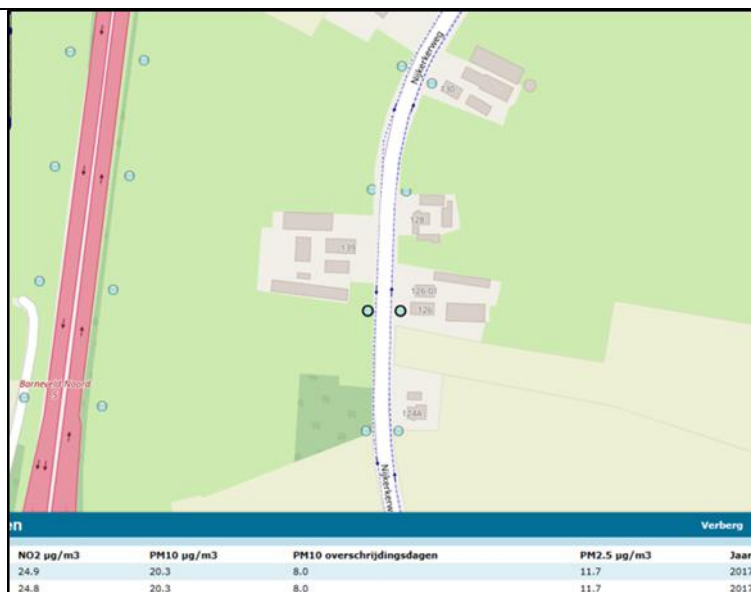 Nijkerkerweg
130
128
139
126-01
126
Barneveld Noord
124A
en
Verberg
NO2 µg/m3 PM10 µg/m3 PM10 overschrijdingsdagen PM2.5 µg/m3 Jaar
24.9 20.3 8.0 11.7 2017
24.8 20.3 8.0 11.7 2017